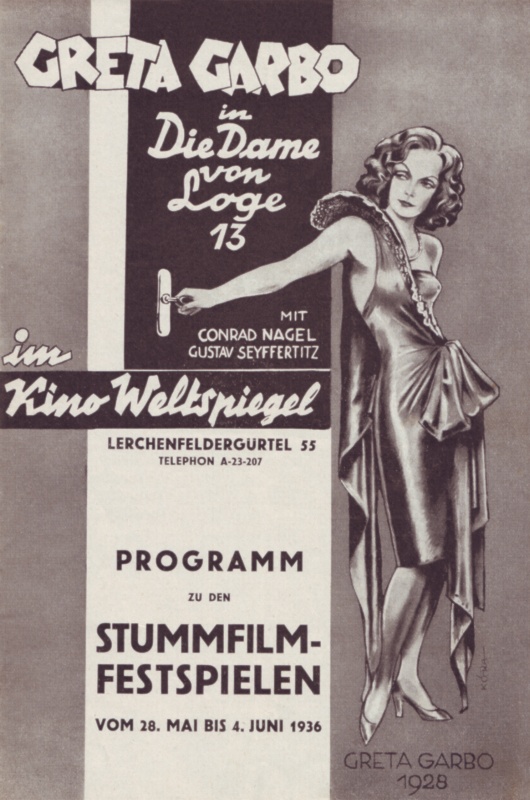 GRETA GARBO
in
Die Dame
von
Loge
13
MIT
CONRAD NAGEL
GUSTAV SEYFFERTITZ
im
Kino Weltspiegel
LERCHENFELDERGÜRTEL 55
TELEPHON A-23-207
PROGRAMM
ZU DEN
STUMMFILM-
FESTSPIELEN
VOM 28. MAI BIS 4. JUNI 1936
GRETA GARBO
1928